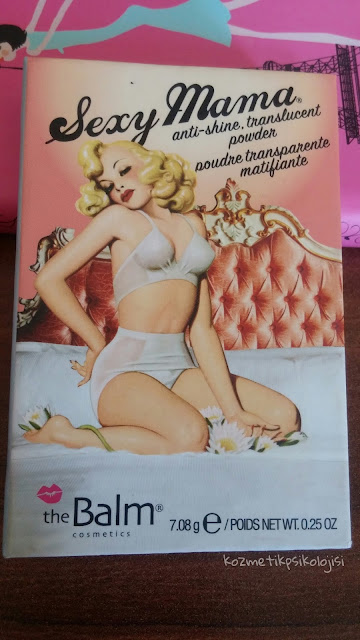 Sexy Mama®
anti-shine, translucent
powder
poudre transparente
matifiante
theBalm®
cosmetics
7.08 g ℮ / POIDS NET WT. 0.25 OZ
kozmetikpsikolojisi